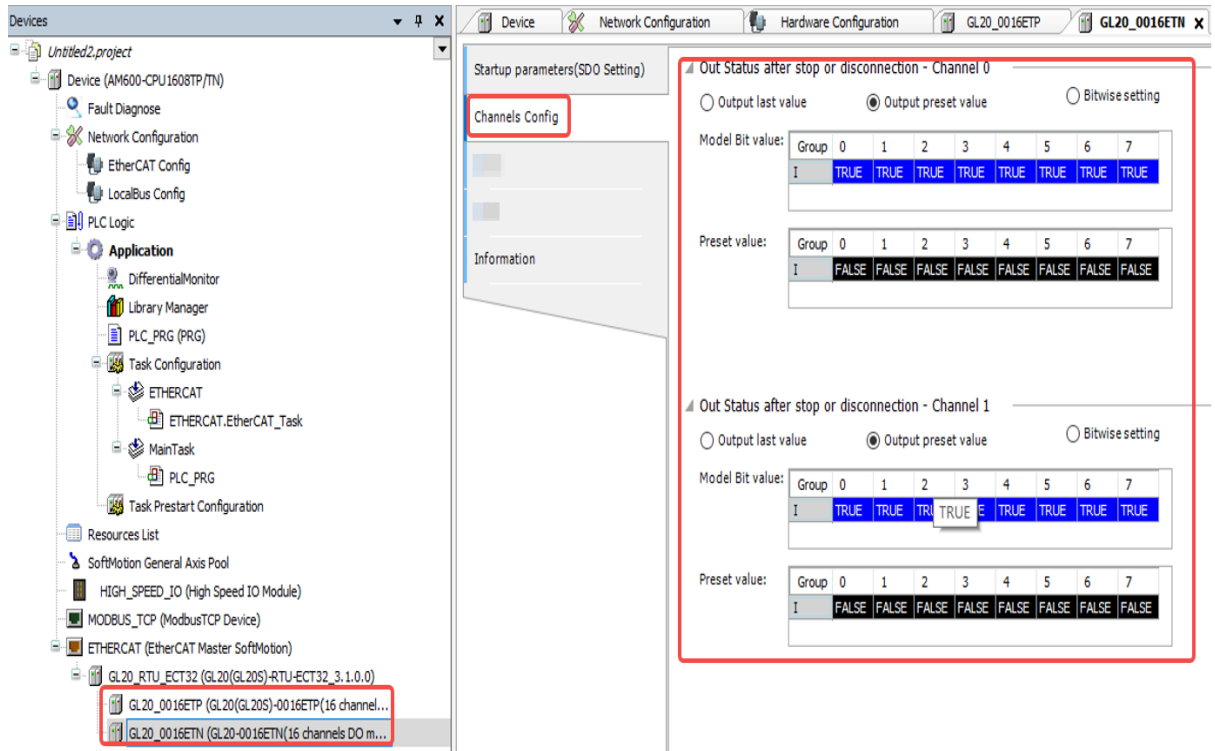 Devices
Untitled2.project
Device (AM600-CPU1608TP/TN)
Fault Diagnose
Network Configuration
EtherCAT Config
LocalBus Config
PLC Logic
Application
DifferentialMonitor
Library Manager
PLC_PRG (PRG)
Task Configuration
ETHERCAT
ETHERCAT.EtherCAT_Task
MainTask
PLC_PRG
Task Prestart Configuration
Resources List
SoftMotion General Axis Pool
HIGH_SPEED_IO (High Speed IO Module)
MODBUS_TCP (ModbusTCP Device)
ETHERCAT (EtherCAT Master SoftMotion)
GL20_RTU_ECT32 (GL20(GL20S)-RTU-ECT32_3.1.0.0)
GL20_0016ETP (GL20(GL20S)-0016ETP(16 channel...
GL20_0016ETN (GL20-0016ETN(16 channels DO m...
Device Network Configuration Hardware Configuration GL20_0016ETP GL20_0016ETN X
Startup parameters(SDO Setting)
Channels Config
Information
Out Status after stop or disconnection - Channel 0
Output last value Output preset value Bitwise setting
Model Bit value: Group 0 1 2 3 4 5 6 7
I TRUE TRUE TRUE TRUE TRUE TRUE TRUE TRUE
Preset value: Group 0 1 2 3 4 5 6 7
I FALSE FALSE FALSE FALSE FALSE FALSE FALSE FALSE
Out Status after stop or disconnection - Channel 1
Output last value Output preset value Bitwise setting
Model Bit value: Group 0 1 2 3 4 5 6 7
I TRUE TRUE TRUE TRUE TRUE TRUE TRUE
Preset value: Group 0 1 2 3 4 5 6 7
I FALSE FALSE FALSE FALSE FALSE FALSE FALSE FALSE